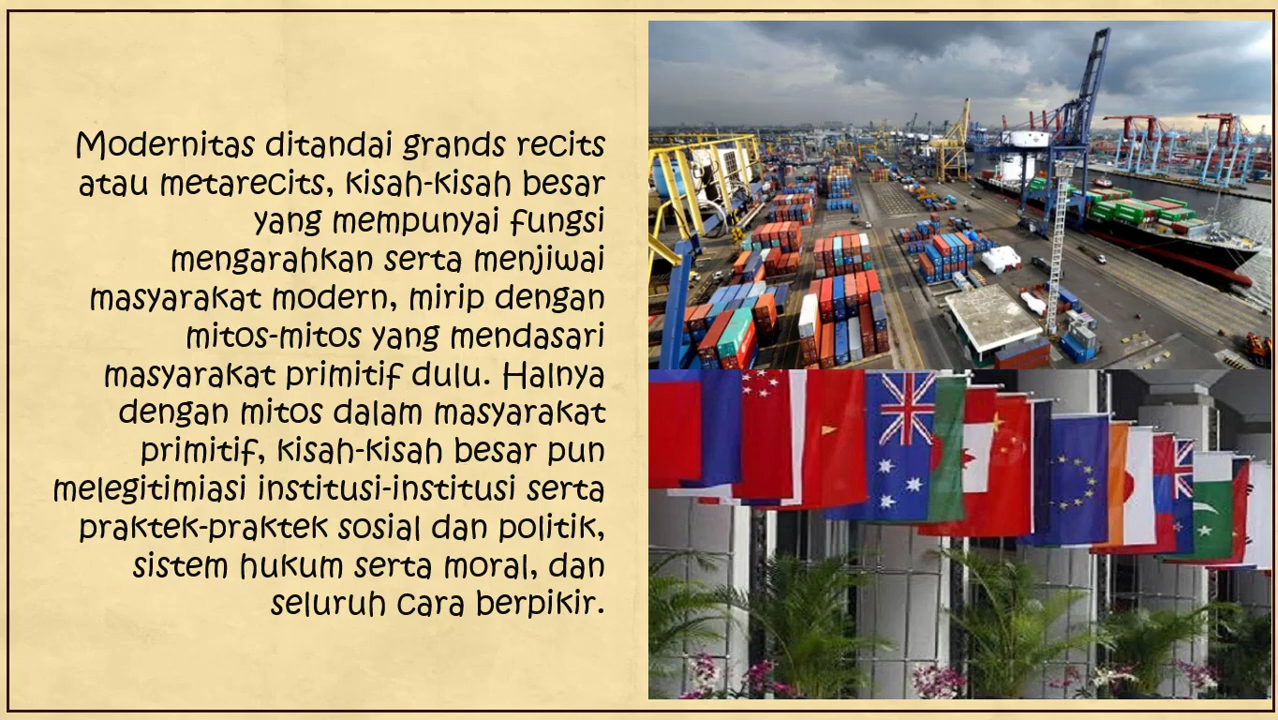 Modernitas ditandai grands recits
atau metarecits, kisah-kisah besar
yang mempunyai fungsi
mengarahkan serta menjiwai
masyarakat modern, mirip dengan
mitos-mitos yang mendasari
masyarakat primitif dulu. Halnya
dengan mitos dalam masyarakat
primitif, kisah-kisah besar pun
melegitimiasi institusi-institusi serta
praktek-praktek sosial dan politik,
sistem hukum serta moral, dan
seluruh cara berpikir.